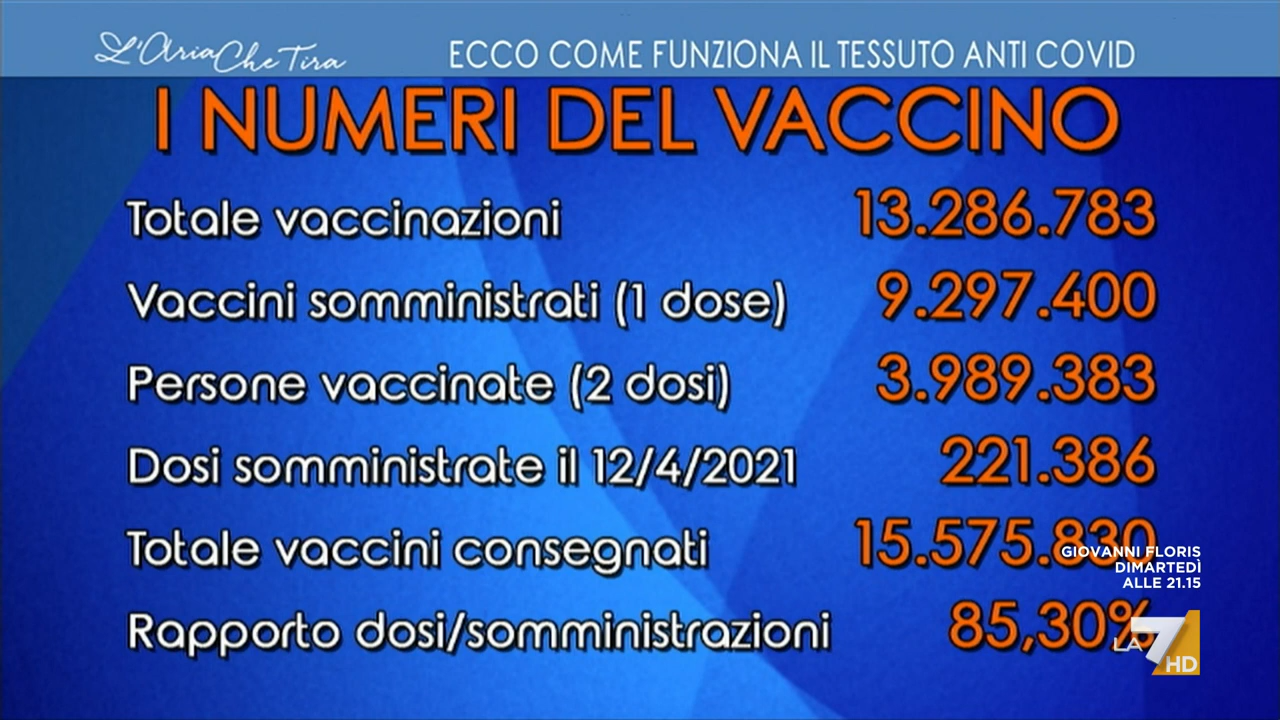 L'Aria Che Tira
ECCO COME FUNZIONA IL TESSUTO ANTI COVID
I NUMERI DEL VACCINO
Totale vaccinazioni 13.286.783
Vaccini somministrati (1 dose) 9.297.400
Persone vaccinate (2 dosi) 3.989.383
Dosi somministrate il 12/4/2021 221.386
Totale vaccini consegnati 15.575.830
GIOVANNI FLORIS
DIMARTEDÌ
ALLE 21.15
Rapporto dosi/somministrazioni 85,30%
LA 7 HD